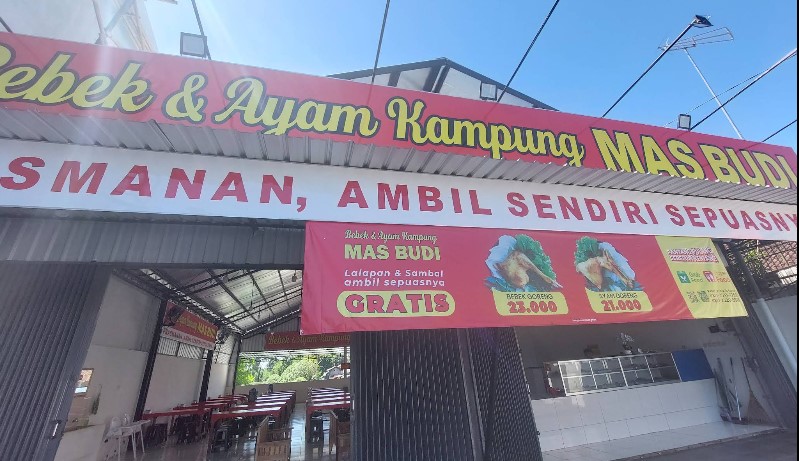 Bebek & Ayam Kampung MAS BUDI
SMANAN, AMBIL SENDIRI SEPUASNY
Bebek & Ayam Kampung
MAS BUDI
Lalapan & Sambal
ambil sepuasnya
GRATIS
BEBEK GORENG
23.000
AYAM GORENG
21.000